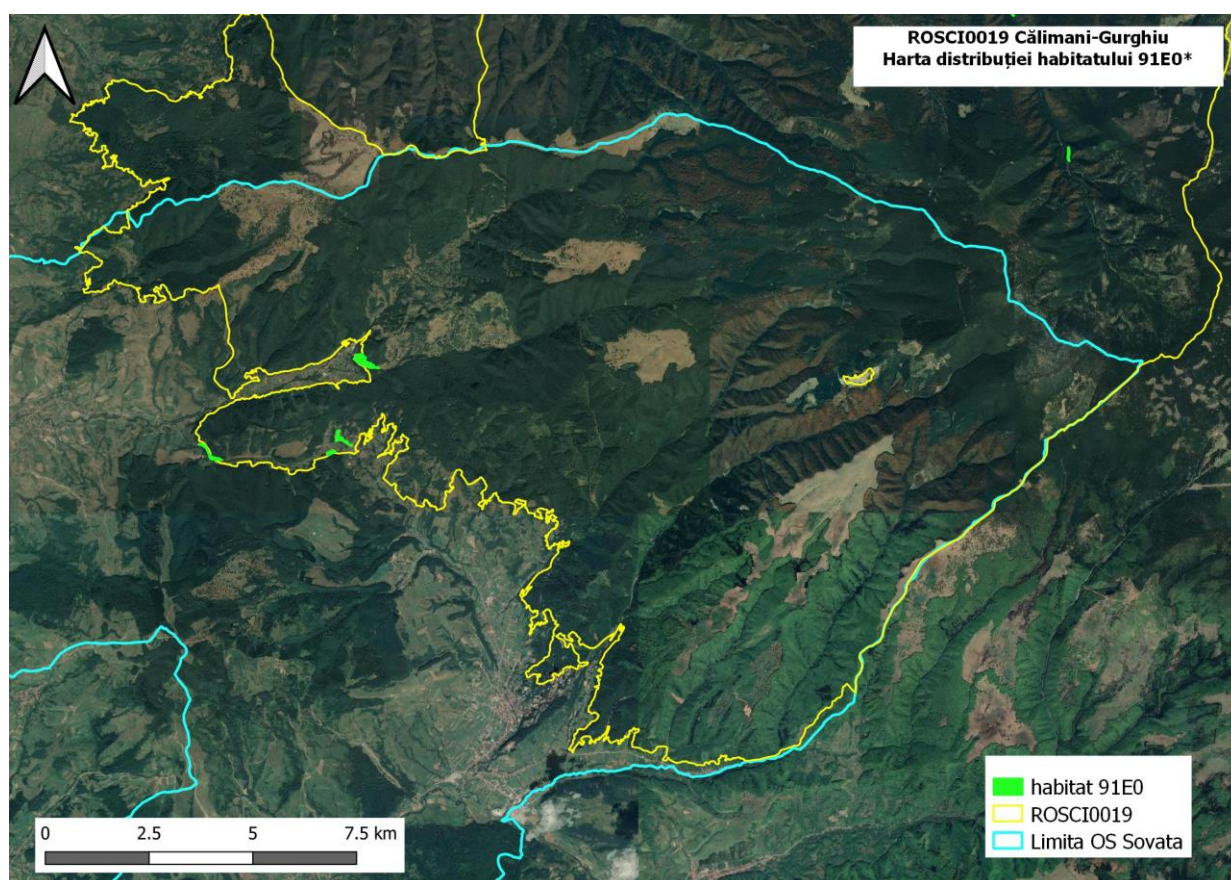 ROSCI0019 Călimani-Gurghiu
Harta distribuției habitatului 91E0*
habitat 91E0
ROSCI0019
Limita OS Sovata
0 2.5 5 7.5 km